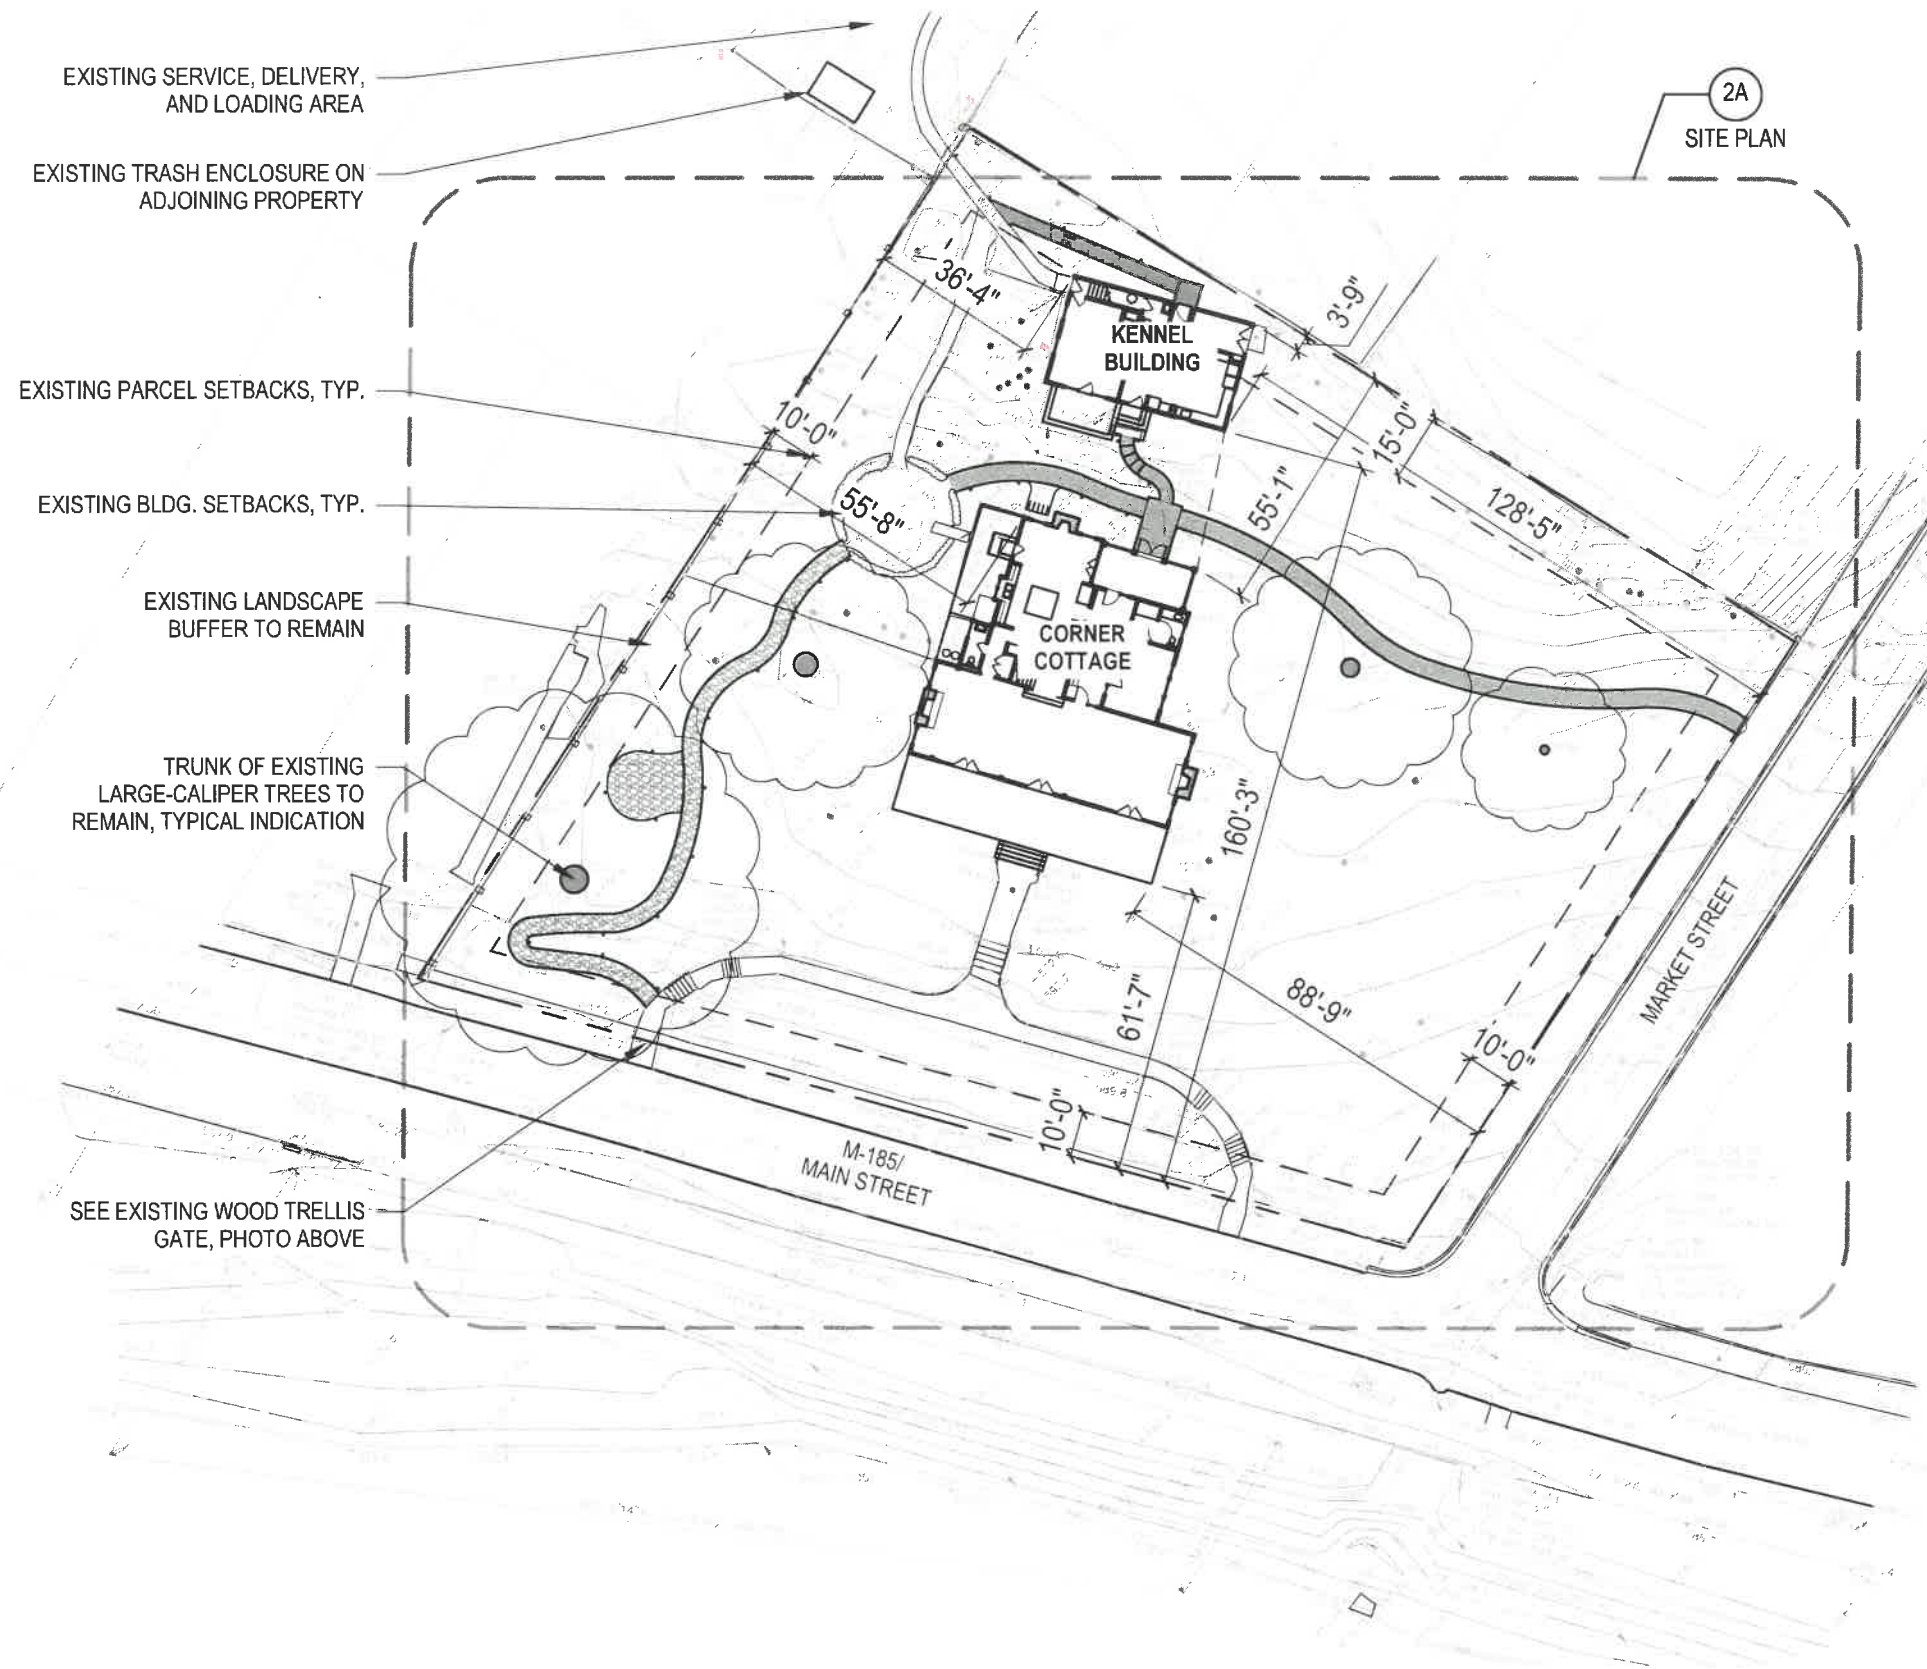 EXISTING SERVICE, DELIVERY,
AND LOADING AREA
2A
SITE PLAN
EXISTING TRASH ENCLOSURE ON
ADJOINING PROPERTY
36'-4"
3'-9"
KENNEL
BUILDING
EXISTING PARCEL SETBACKS, TYP.
10'-0"
15'-0"
EXISTING BLDG. SETBACKS, TYP.
55'-8"
55'-1"
128'-5"
EXISTING LANDSCAPE
BUFFER TO REMAIN
CORNER
COTTAGE
TRUNK OF EXISTING
LARGE-CALIPER TREES TO
REMAIN, TYPICAL INDICATION
160'-3"
MARKET STREET
61'-7"
88'-9"
10'-0"
10'-0"
M-185/
MAIN STREET
SEE EXISTING WOOD TRELLIS
GATE, PHOTO ABOVE